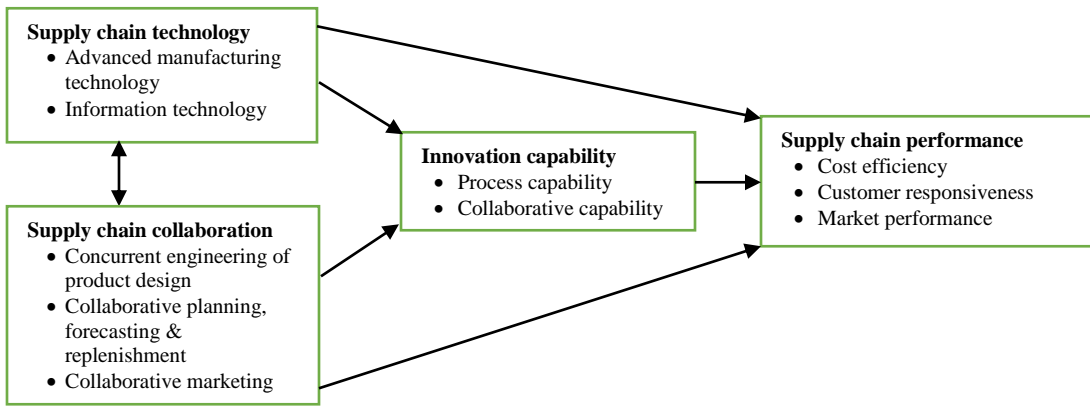 Supply chain technology
• Advanced manufacturing
technology
• Information technology
Supply chain collaboration
• Concurrent engineering of
product design
• Collaborative planning,
forecasting &
replenishment
• Collaborative marketing
Innovation capability
• Process capability
• Collaborative capability
Supply chain performance
• Cost efficiency
• Customer responsiveness
• Market performance